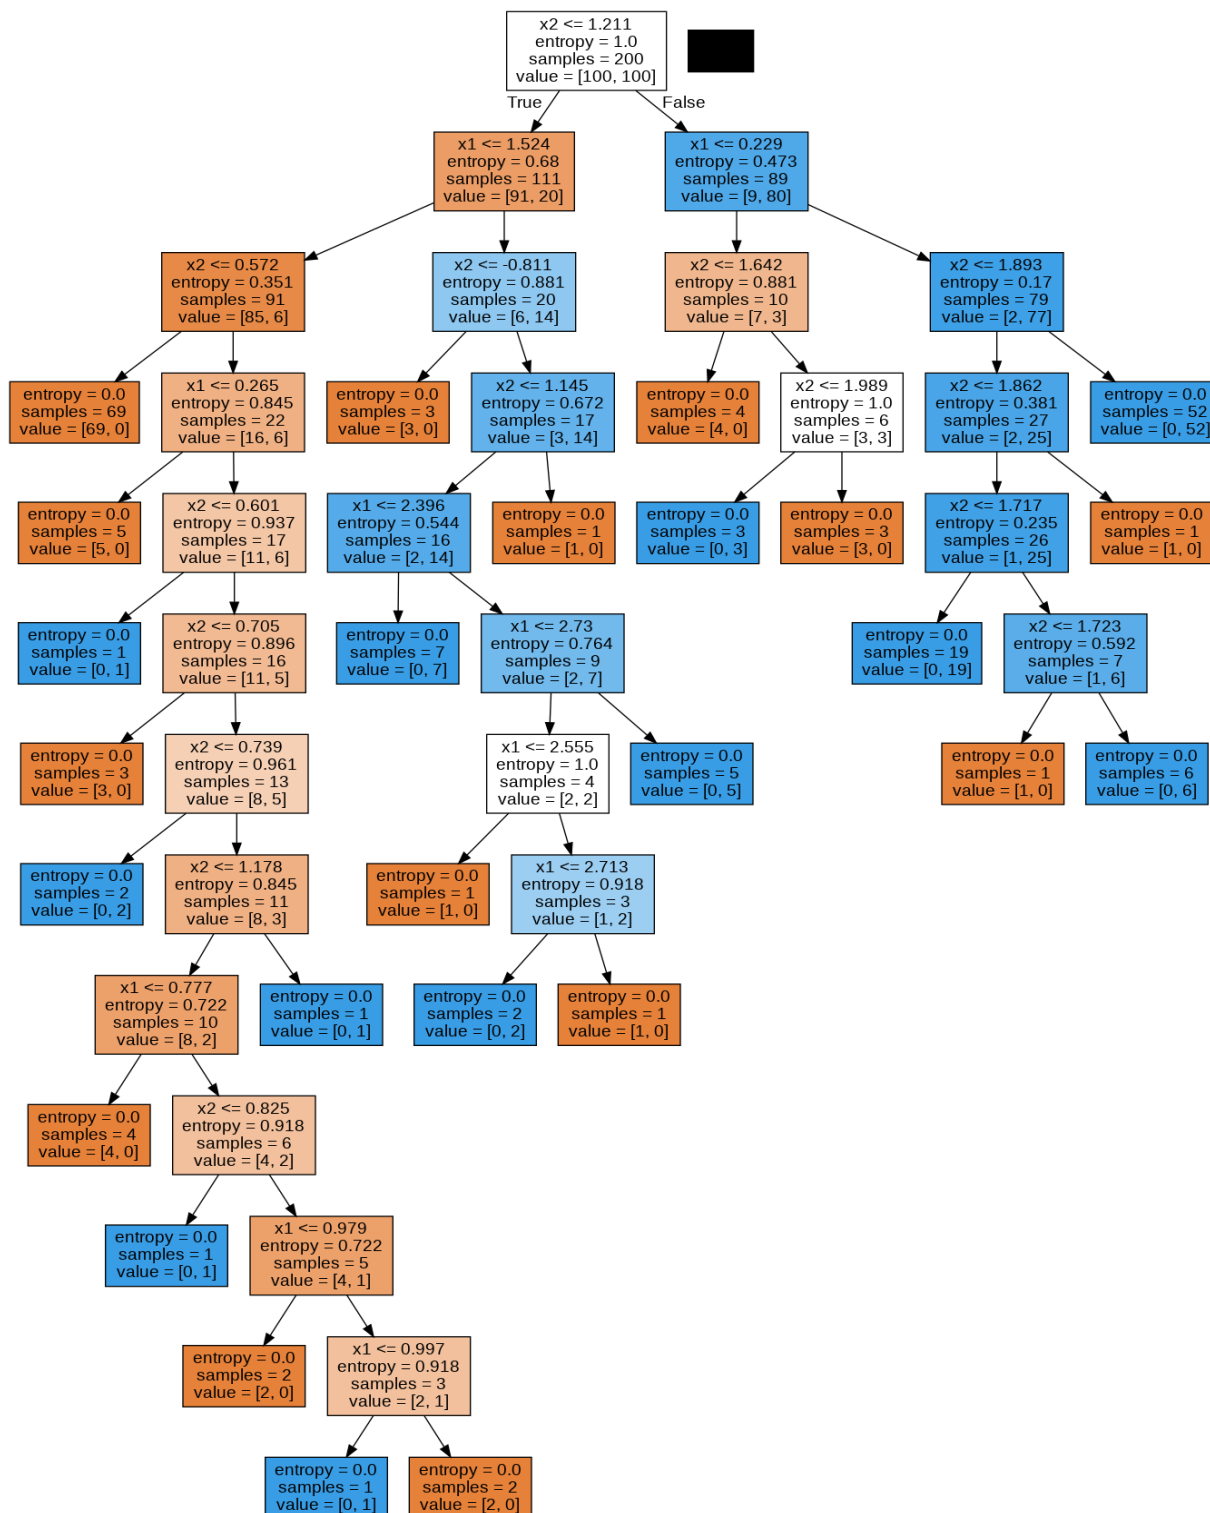 x2 <= 1.211
entropy = 1.0
samples = 200
value = [100, 100]
True
False
x1 <= 1.524
entropy = 0.68
samples = 111
value = [91, 20]
x1 <= 0.229
entropy = 0.473
samples = 89
value = [9, 80]
x2 <= 0.572
entropy = 0.351
samples = 91
value = [85, 6]
x2 <= -0.811
entropy = 0.881
samples = 20
value = [6, 14]
x2 <= 1.642
entropy = 0.881
samples = 10
value = [7, 3]
x2 <= 1.893
entropy = 0.17
samples = 79
value = [2, 77]
entropy = 0.0
samples = 69
value = [69, 0]
x1 <= 0.265
entropy = 0.845
samples = 22
value = [16, 6]
entropy = 0.0
samples = 3
value = [3, 0]
x2 <= 1.145
entropy = 0.672
samples = 17
value = [3, 14]
entropy = 0.0
samples = 4
value = [4, 0]
x2 <= 1.989
entropy = 1.0
samples = 6
value = [3, 3]
x2 <= 1.862
entropy = 0.381
samples = 27
value = [2, 25]
entropy = 0.0
samples = 52
value = [0, 52]
entropy = 0.0
samples = 5
value = [5, 0]
x2 <= 0.601
entropy = 0.937
samples = 17
value = [11, 6]
x1 <= 2.396
entropy = 0.544
samples = 16
value = [2, 14]
entropy = 0.0
samples = 1
value = [1, 0]
entropy = 0.0
samples = 3
value = [0, 3]
entropy = 0.0
samples = 3
value = [3, 0]
x2 <= 1.717
entropy = 0.235
samples = 26
value = [1, 25]
entropy = 0.0
samples = 1
value = [1, 0]
entropy = 0.0
samples = 1
value = [0, 1]
x2 <= 0.705
entropy = 0.896
samples = 16
value = [11, 5]
entropy = 0.0
samples = 7
value = [0, 7]
x1 <= 2.73
entropy = 0.764
samples = 9
value = [2, 7]
entropy = 0.0
samples = 19
value = [0, 19]
x2 <= 1.723
entropy = 0.592
samples = 7
value = [1, 6]
entropy = 0.0
samples = 3
value = [3, 0]
x2 <= 0.739
entropy = 0.961
samples = 13
value = [8, 5]
x1 <= 2.555
entropy = 1.0
samples = 4
value = [2, 2]
entropy = 0.0
samples = 5
value = [0, 5]
entropy = 0.0
samples = 1
value = [1, 0]
entropy = 0.0
samples = 6
value = [0, 6]
entropy = 0.0
samples = 2
value = [0, 2]
x2 <= 1.178
entropy = 0.845
samples = 11
value = [8, 3]
entropy = 0.0
samples = 1
value = [1, 0]
x1 <= 2.713
entropy = 0.918
samples = 3
value = [1, 2]
x1 <= 0.777
entropy = 0.722
samples = 10
value = [8, 2]
entropy = 0.0
samples = 1
value = [0, 1]
entropy = 0.0
samples = 2
value = [0, 2]
entropy = 0.0
samples = 1
value = [1, 0]
entropy = 0.0
samples = 4
value = [4, 0]
x2 <= 0.825
entropy = 0.918
samples = 6
value = [4, 2]
entropy = 0.0
samples = 1
value = [0, 1]
x1 <= 0.979
entropy = 0.722
samples = 5
value = [4, 1]
entropy = 0.0
samples = 2
value = [2, 0]
x1 <= 0.997
entropy = 0.918
samples = 3
value = [2, 1]
entropy = 0.0
samples = 1
value = [0, 1]
entropy = 0.0
samples = 2
value = [2, 0]